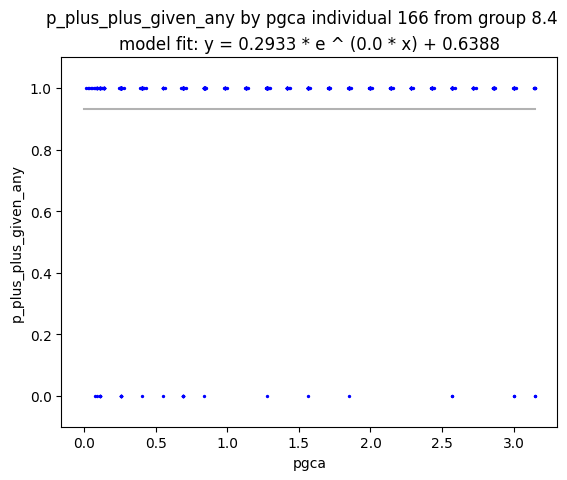 p_plus_plus_given_any by pgca individual 166 from group 8.4
model fit: y = 0.2933 * e ^ (0.0 * x) + 0.6388
1.0
0.8
0.6
0.4
0.2
0.0
p_plus_plus_given_any
0.0 0.5 1.0 1.5 2.0 2.5 3.0
pgca